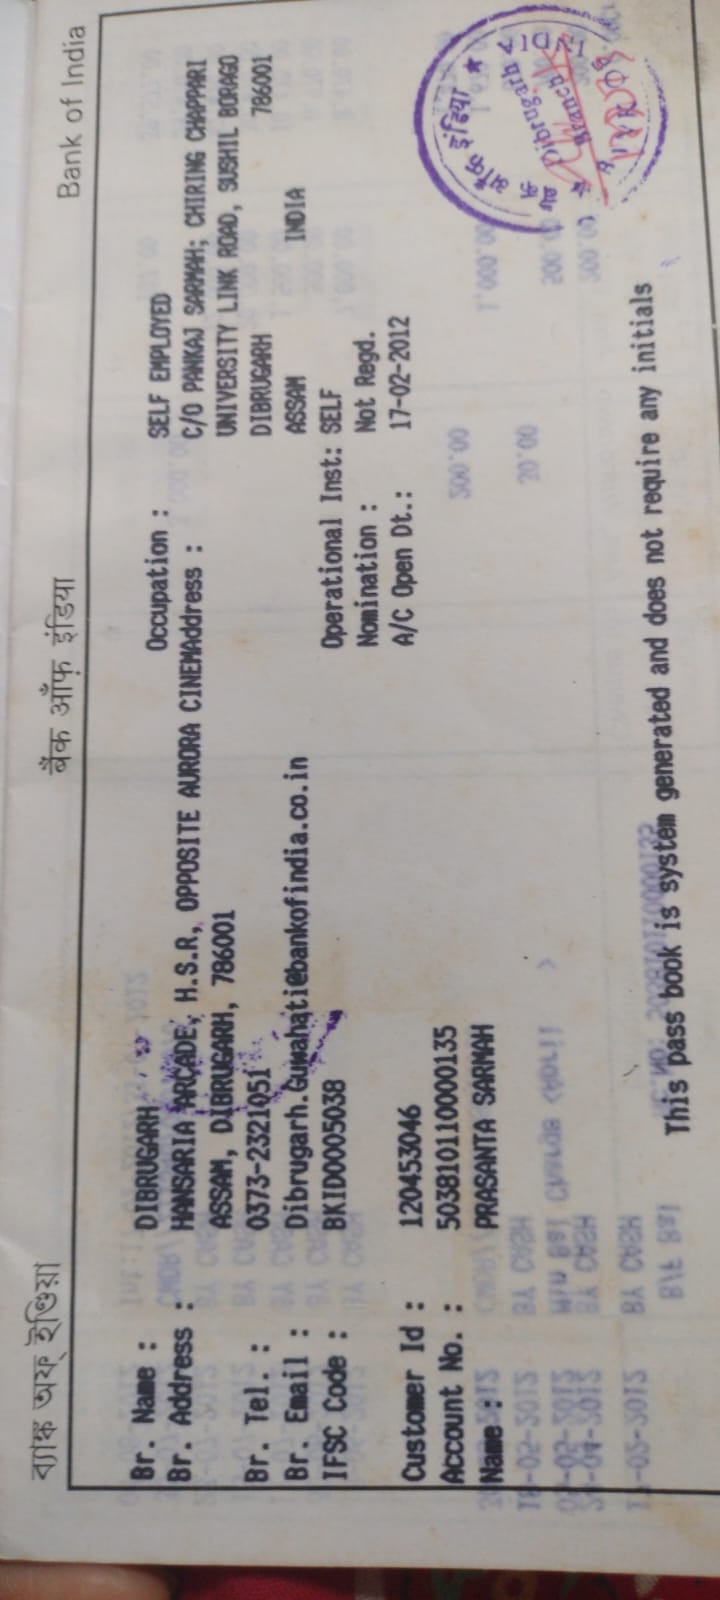 ব্যাঙ্ক অফ্ ইণ্ডিয়া बैंक ऑफ़ इंडिया Bank of India
Br. Name : DIBRUGARH
Br. Address : HANSARIA ARCADE, H.S.R, OPPOSITE AURORA CINEM
ASSAM, DIBRUGARH, 786001
Br. Tel. : 0373-2321051
Br. Email : Dibrugarh.Guwahati@bankofindia.co.in
IFSC Code : BKID0005038
Customer Id : 120453046
Account No. : 503810110000135
Name : PRASANTA SARMAH
Occupation : SELF EMPLOYED
Address : C/O PANKAJ SARMAH; CHIRING CHAPPARI
UNIVERSITY LINK ROAD, SUSHIL BORAGO
DIBRUGARH 786001
ASSAM INDIA
Operational Inst: SELF
Nomination : Not Regd.
A/C Open Dt.: 17-02-2012
बैंक ऑफ इंडिया
INDIA
Dibrugarh
Branch
This pass book is system generated and does not require any initials